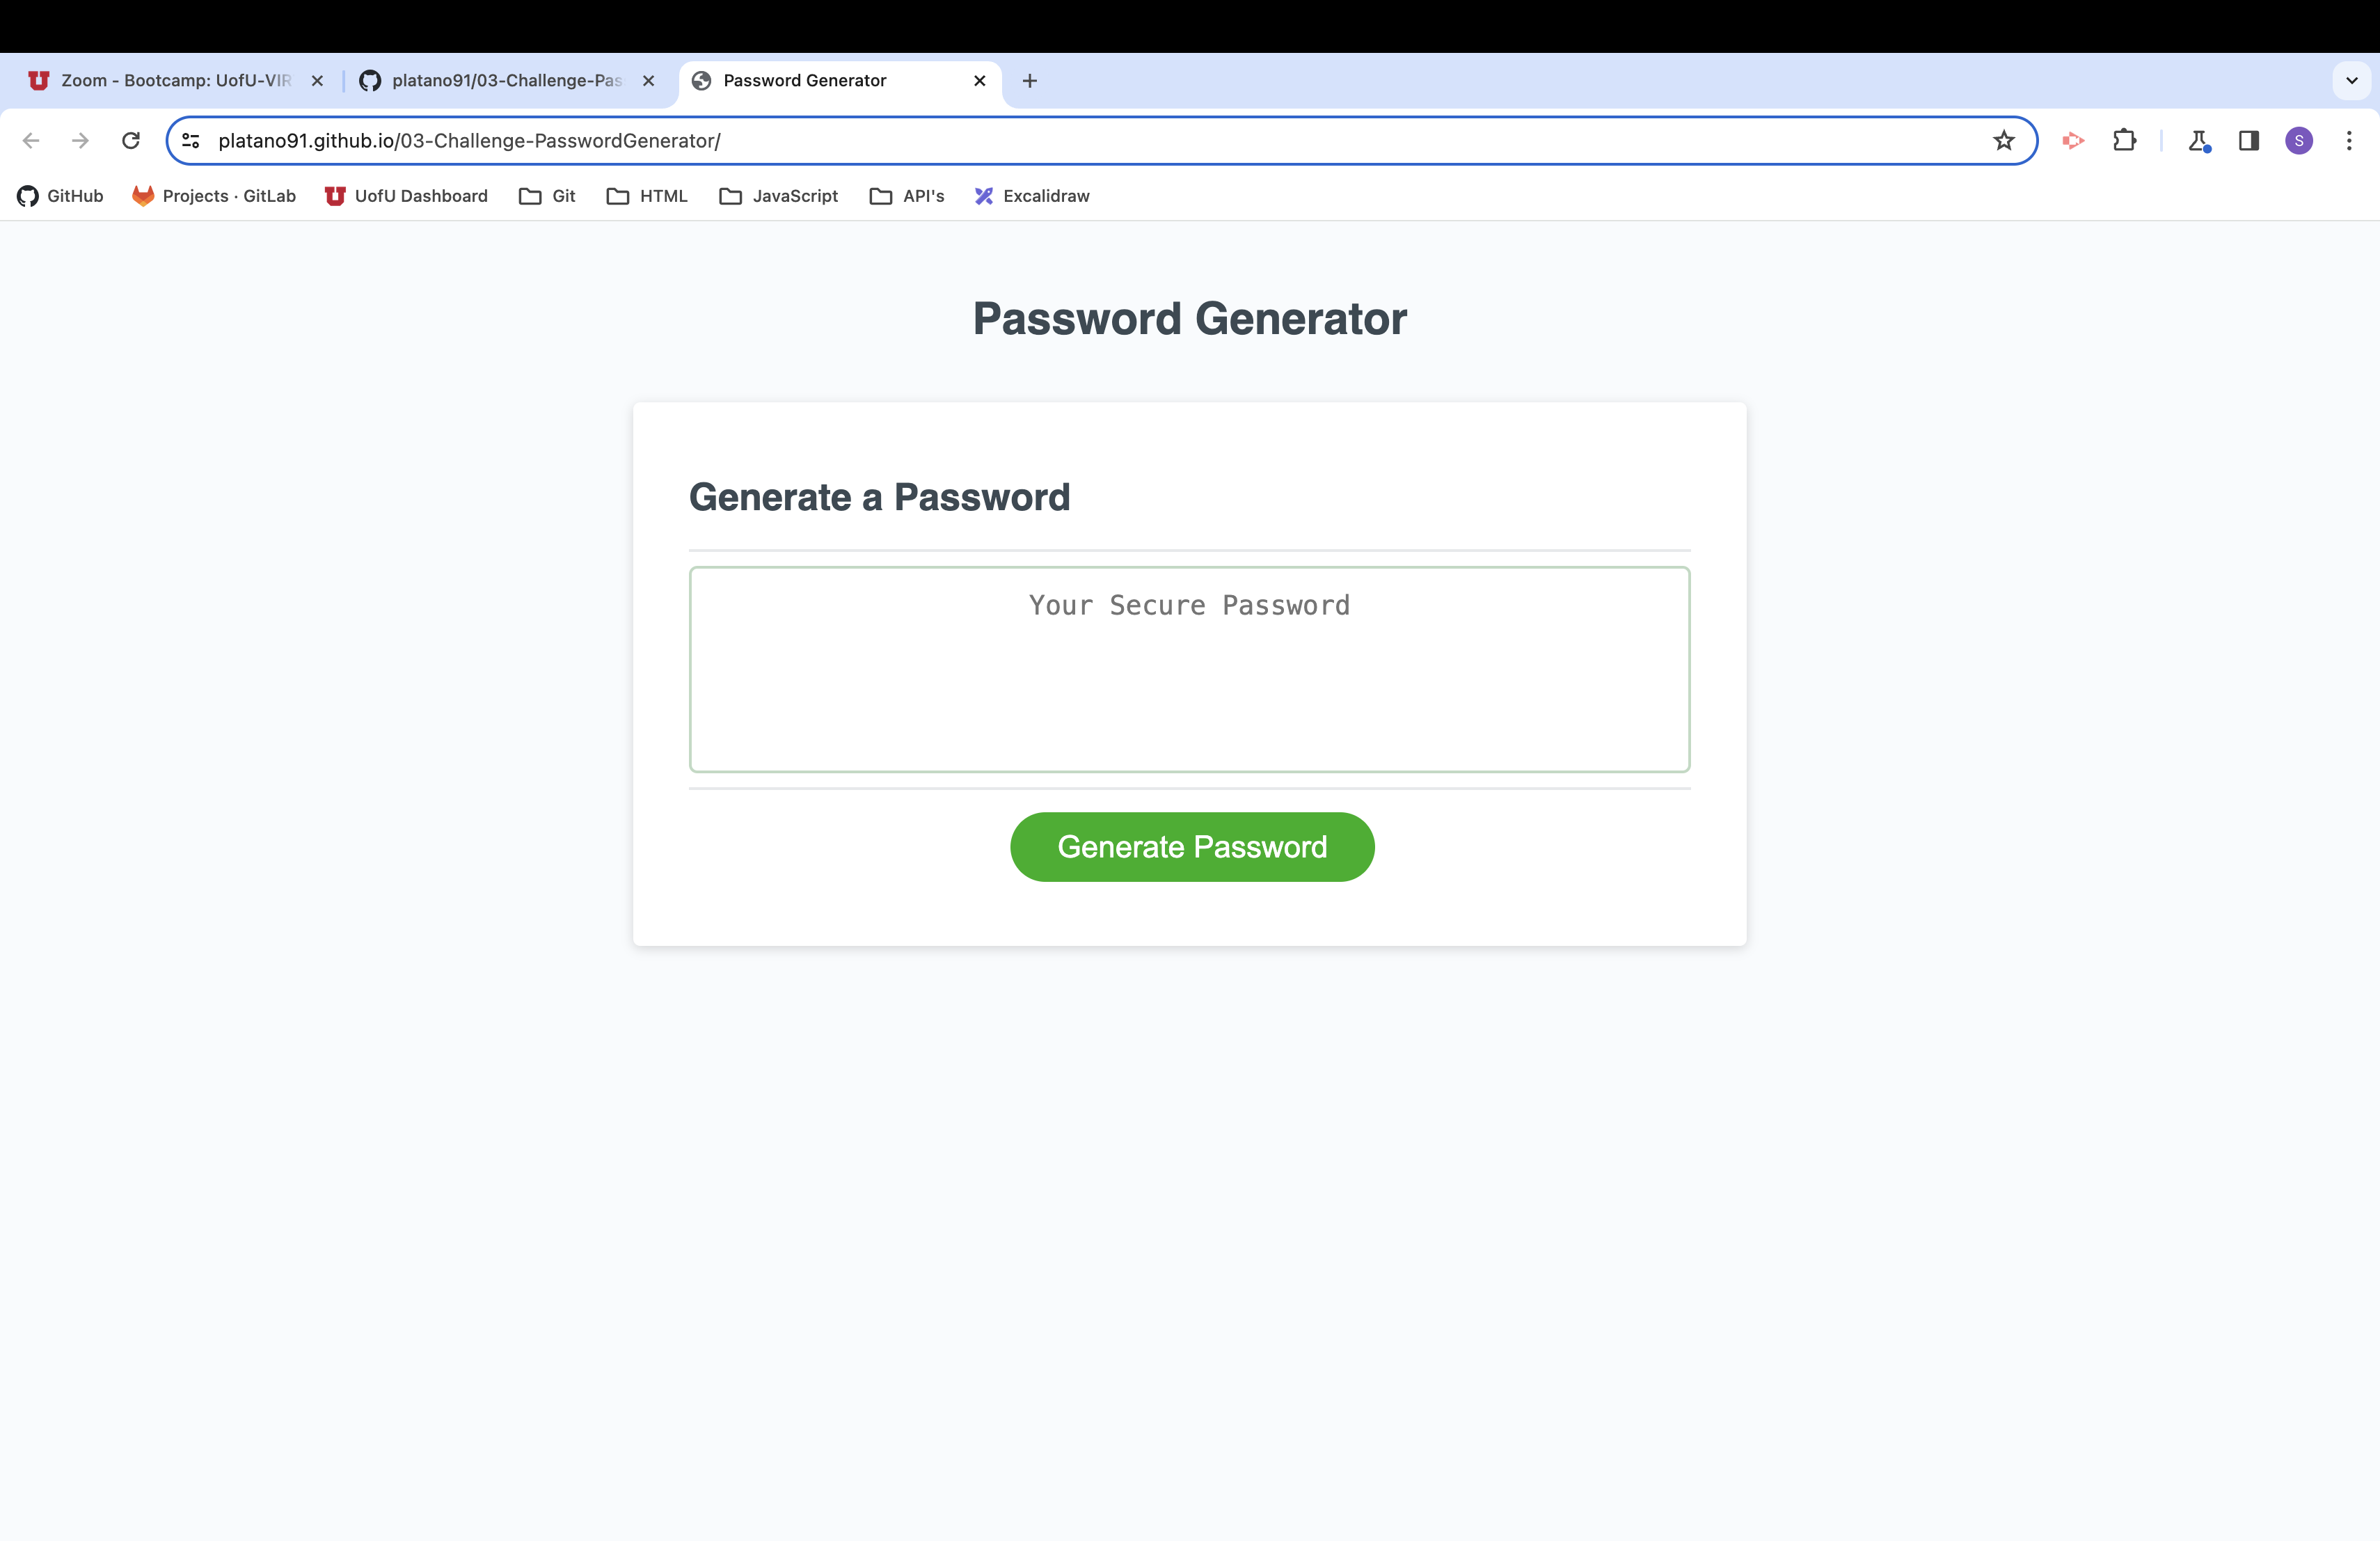 Zoom - Bootcamp: UofU-VIR
platano91/03-Challenge-Pas
Password Generator
platano91.github.io/03-Challenge-PasswordGenerator/
S
GitHub
Projects · GitLab
UofU Dashboard
Git
HTML
JavaScript
API's
Excalidraw
Password Generator
Generate a Password
Your Secure Password
Generate Password